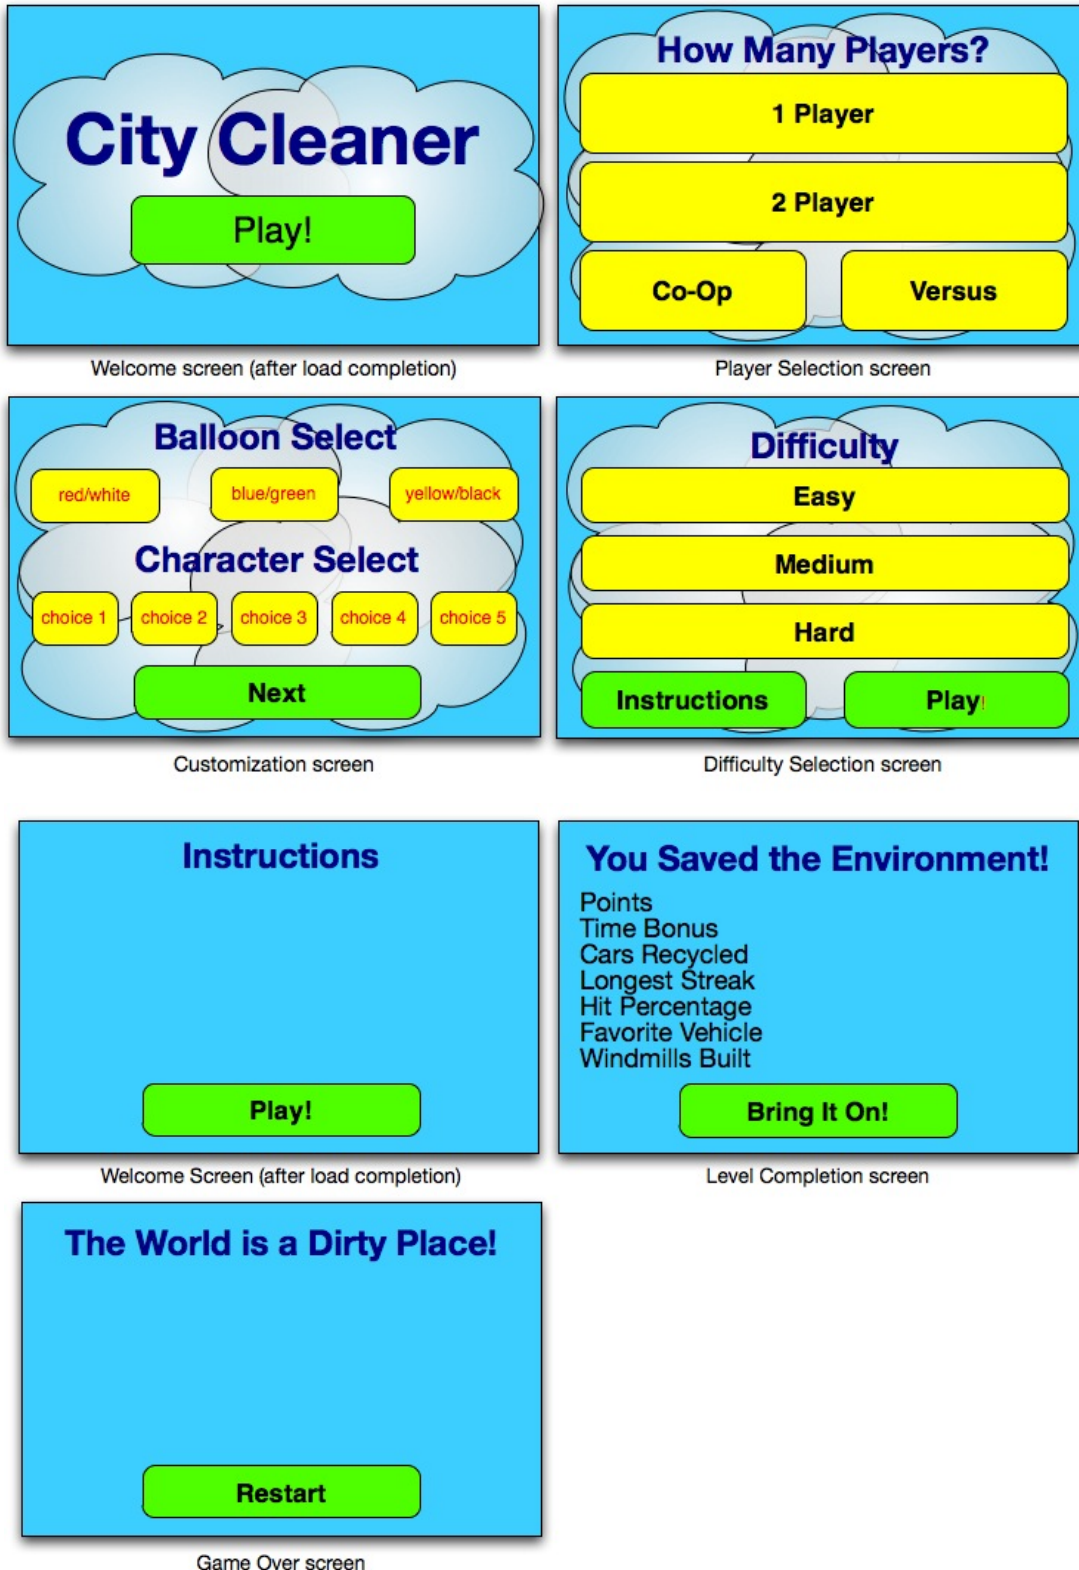 City Cleaner
Play!
Welcome screen (after load completion)
How Many Players?
1 Player
2 Player
Co-Op
Versus
Player Selection screen
Balloon Select
red/white
blue/green
yellow/black
Character Select
choice 1
choice 2
choice 3
choice 4
choice 5
Next
Customization screen
Difficulty
Easy
Medium
Hard
Instructions
Play!
Difficulty Selection screen
Instructions
Play!
Welcome Screen (after load completion)
You Saved the Environment!
Points
Time Bonus
Cars Recycled
Longest Streak
Hit Percentage
Favorite Vehicle
Windmills Built
Bring It On!
Level Completion screen
The World is a Dirty Place!
Restart
Game Over screen